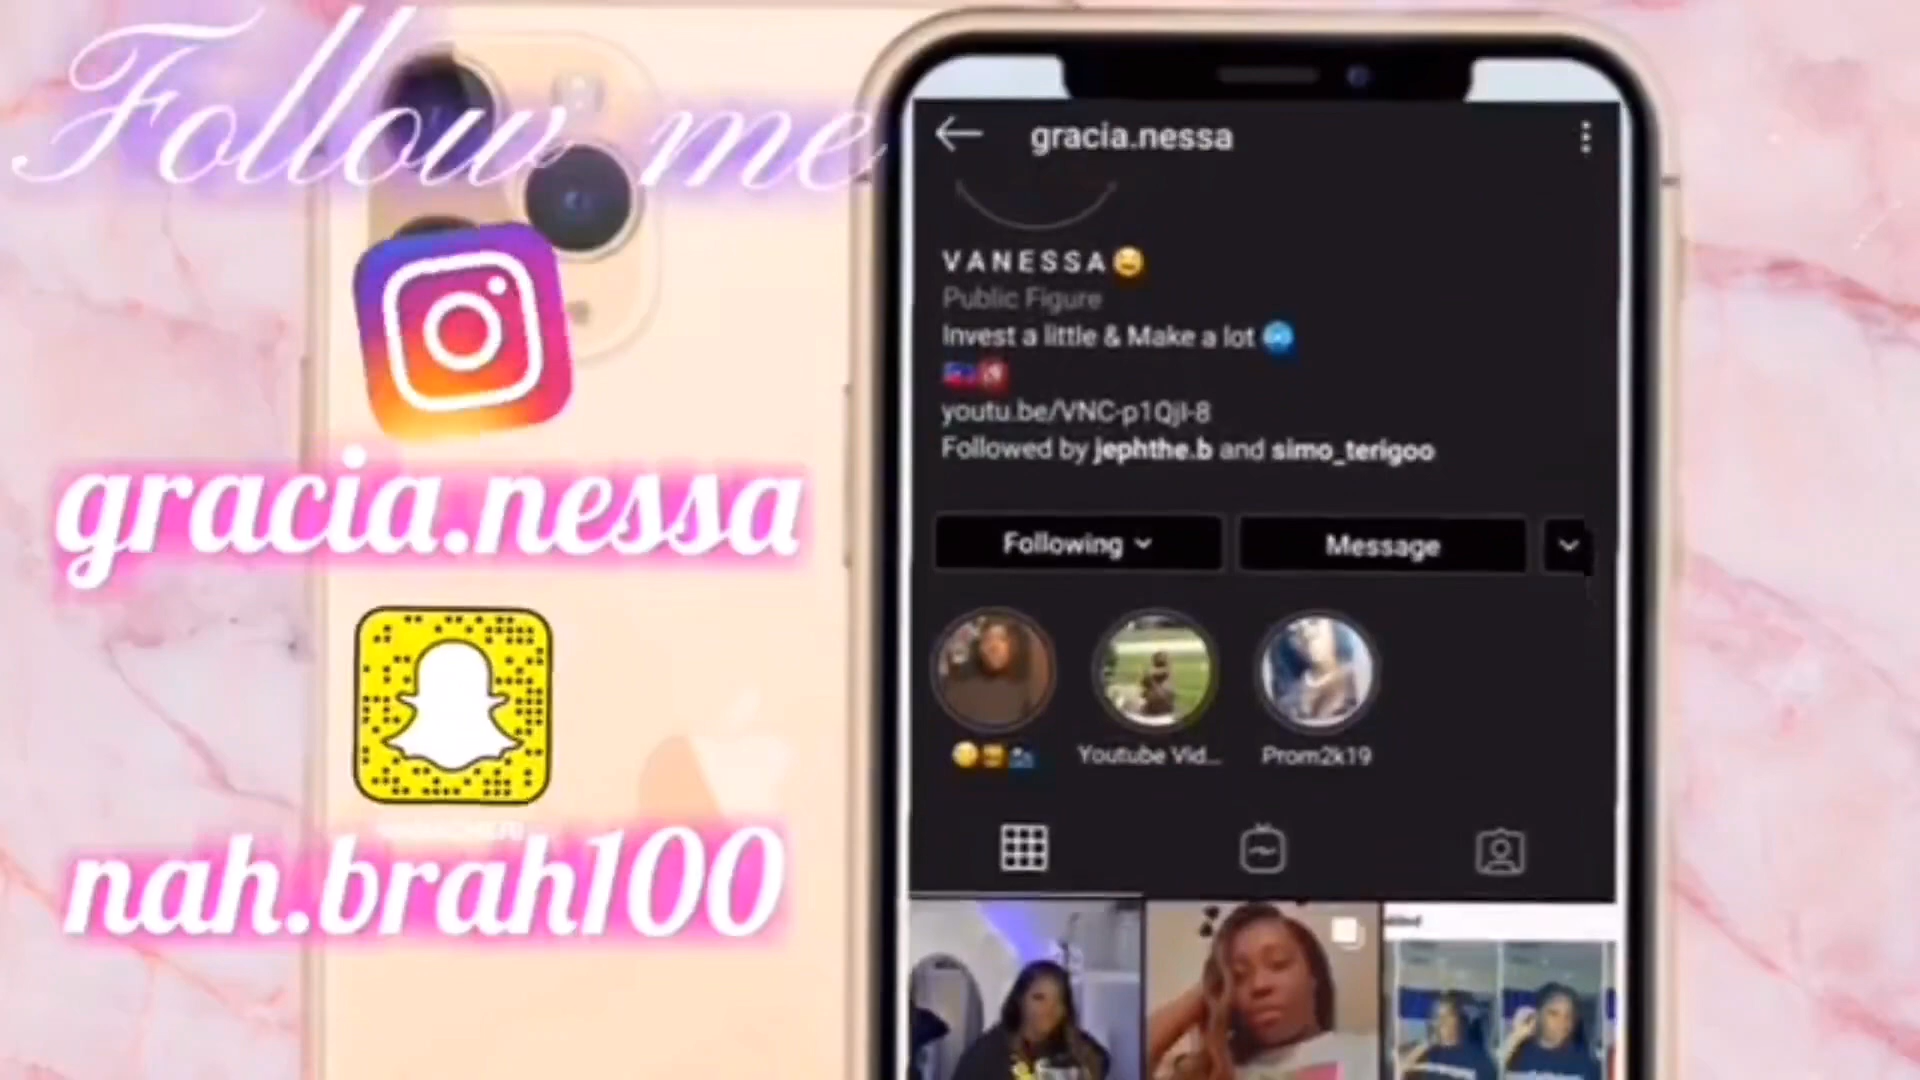 Follow me
gracia.nessa
nah.brah100
gracia.nessa
VANESSA😆
Public Figure
Invest a little & Make a lot
youtu.be/VNC-p1QjI-8
Followed by jephthe.b and simo_terigoo
Following
Message
Youtube Vid...
Prom2k19